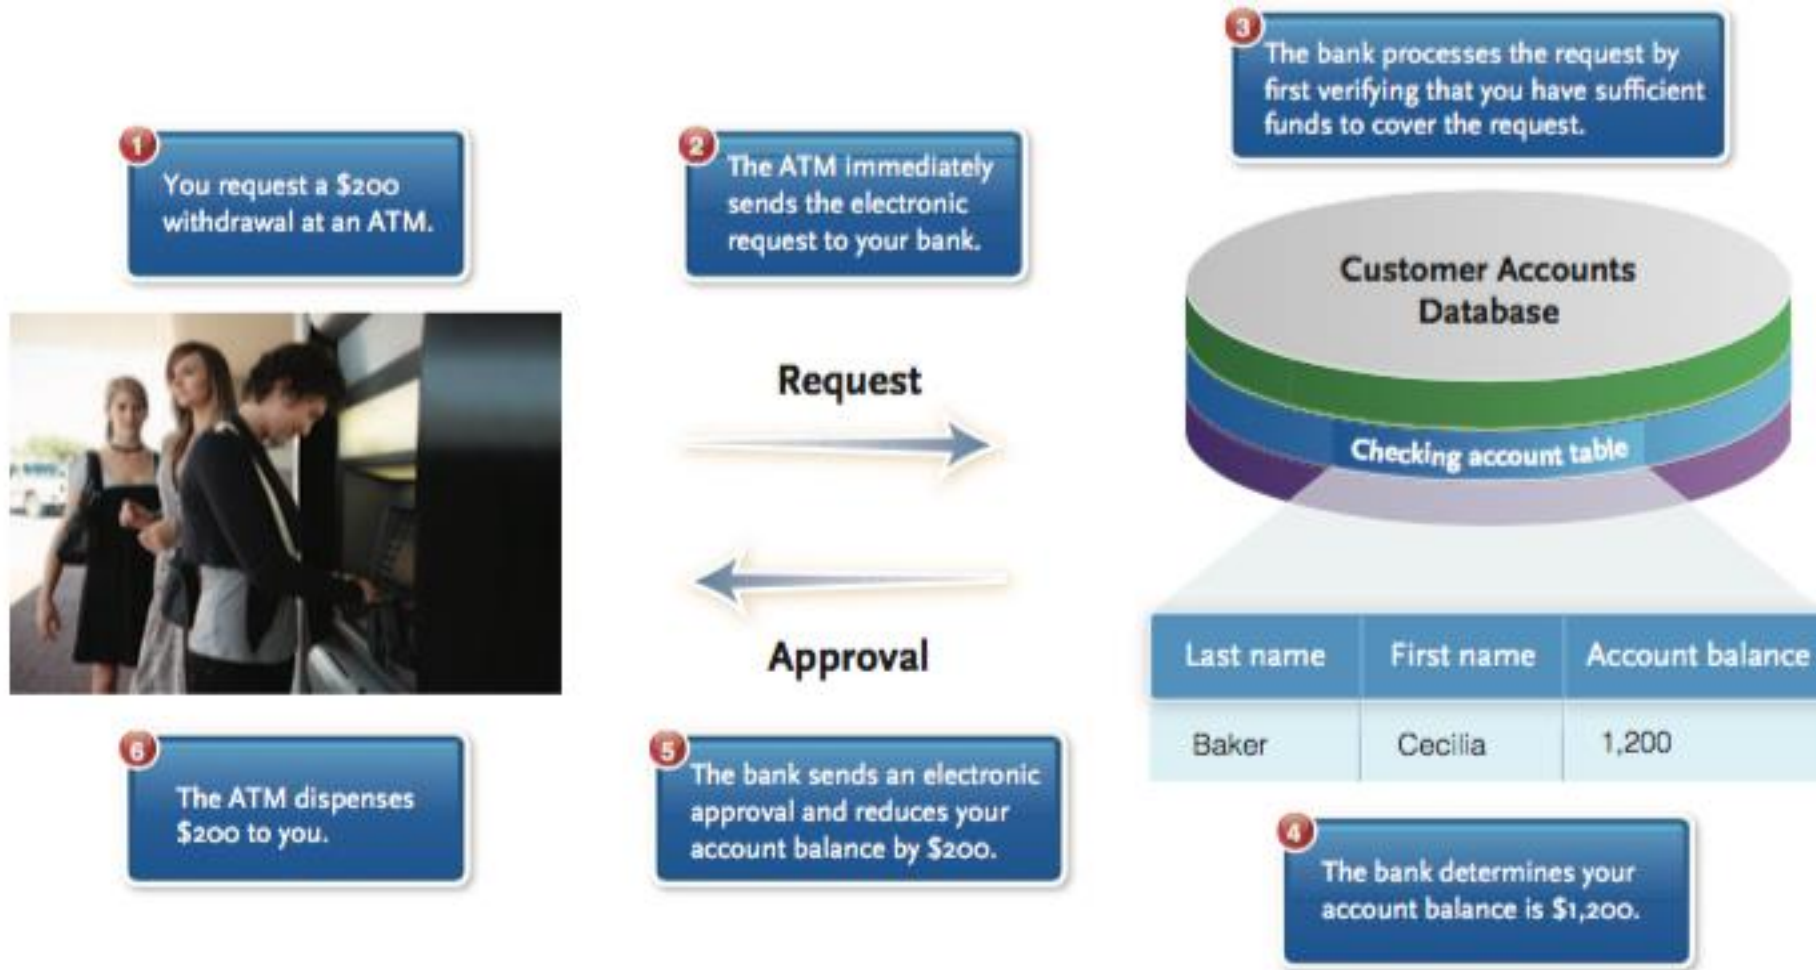 1
You request a $200
withdrawal at an ATM.
2
The ATM immediately
sends the electronic
request to your bank.
3
The bank processes the request by
first verifying that you have sufficient
funds to cover the request.
Customer Accounts
Database
Checking account table
Request
Approval
Last name First name Account balance
Baker Cecilia 1,200
4
The bank determines your
account balance is $1,200.
5
The bank sends an electronic
approval and reduces your
account balance by $200.
6
The ATM dispenses
$200 to you.